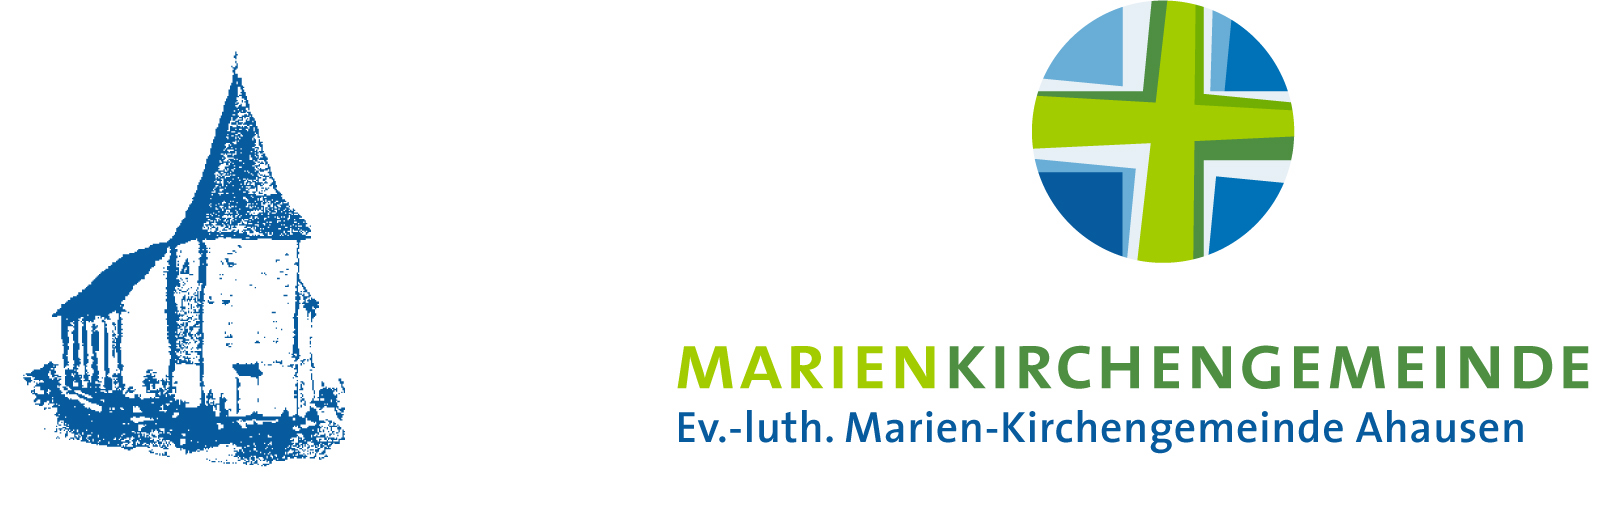 MARIENKIRCHENGEMEINDE
Ev.-luth. Marien-Kirchengemeinde Ahausen